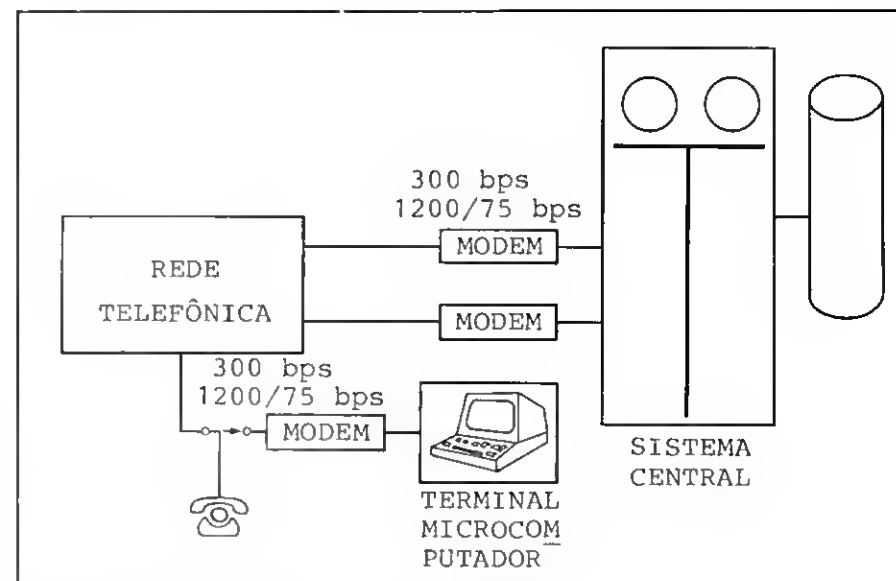 300 bps
1200/75 bps
MODEM
REDE
TELEFÔNICA
MODEM
300 bps
1200/75 bps
MODEM
SISTEMA
CENTRAL
TERMINAL
MICROCOM
PUTADOR